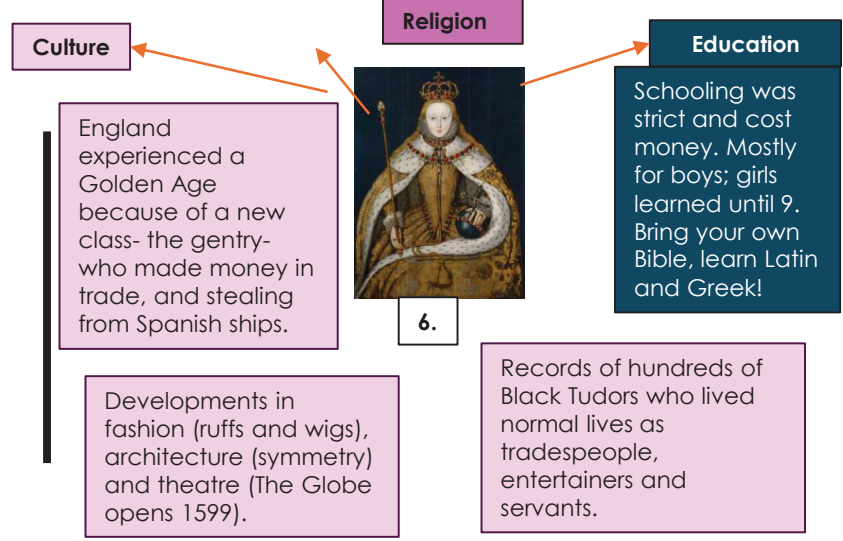 Religion
Culture
Education
England
experienced a
Golden Age
because of a new
class- the gentry-
who made money in
trade, and stealing
from Spanish ships.
Schooling was
strict and cost
money. Mostly
for boys; girls
learned until 9.
Bring your own
Bible, learn Latin
and Greek!
6.
Developments in
fashion (ruffs and wigs),
architecture (symmetry)
and theatre (The Globe
opens 1599).
Records of hundreds of
Black Tudors who lived
normal lives as
tradespeople,
entertainers and
servants.